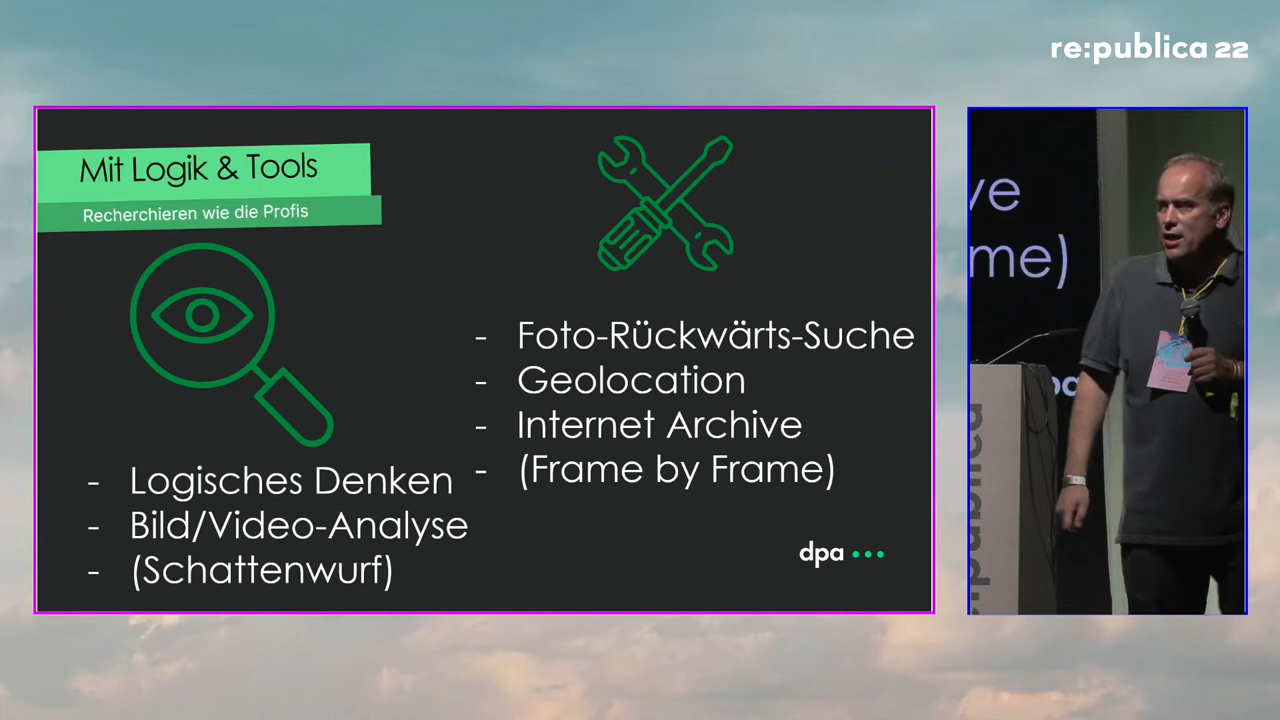 re:publica 22
Mit Logik & Tools
Recherchieren wie die Profis
- Logisches Denken
- Bild/Video-Analyse
- (Schattenwurf)
- Foto-Rückwärts-Suche
- Geolocation
- Internet Archive
- (Frame by Frame)
dpa
ve
me)
publica